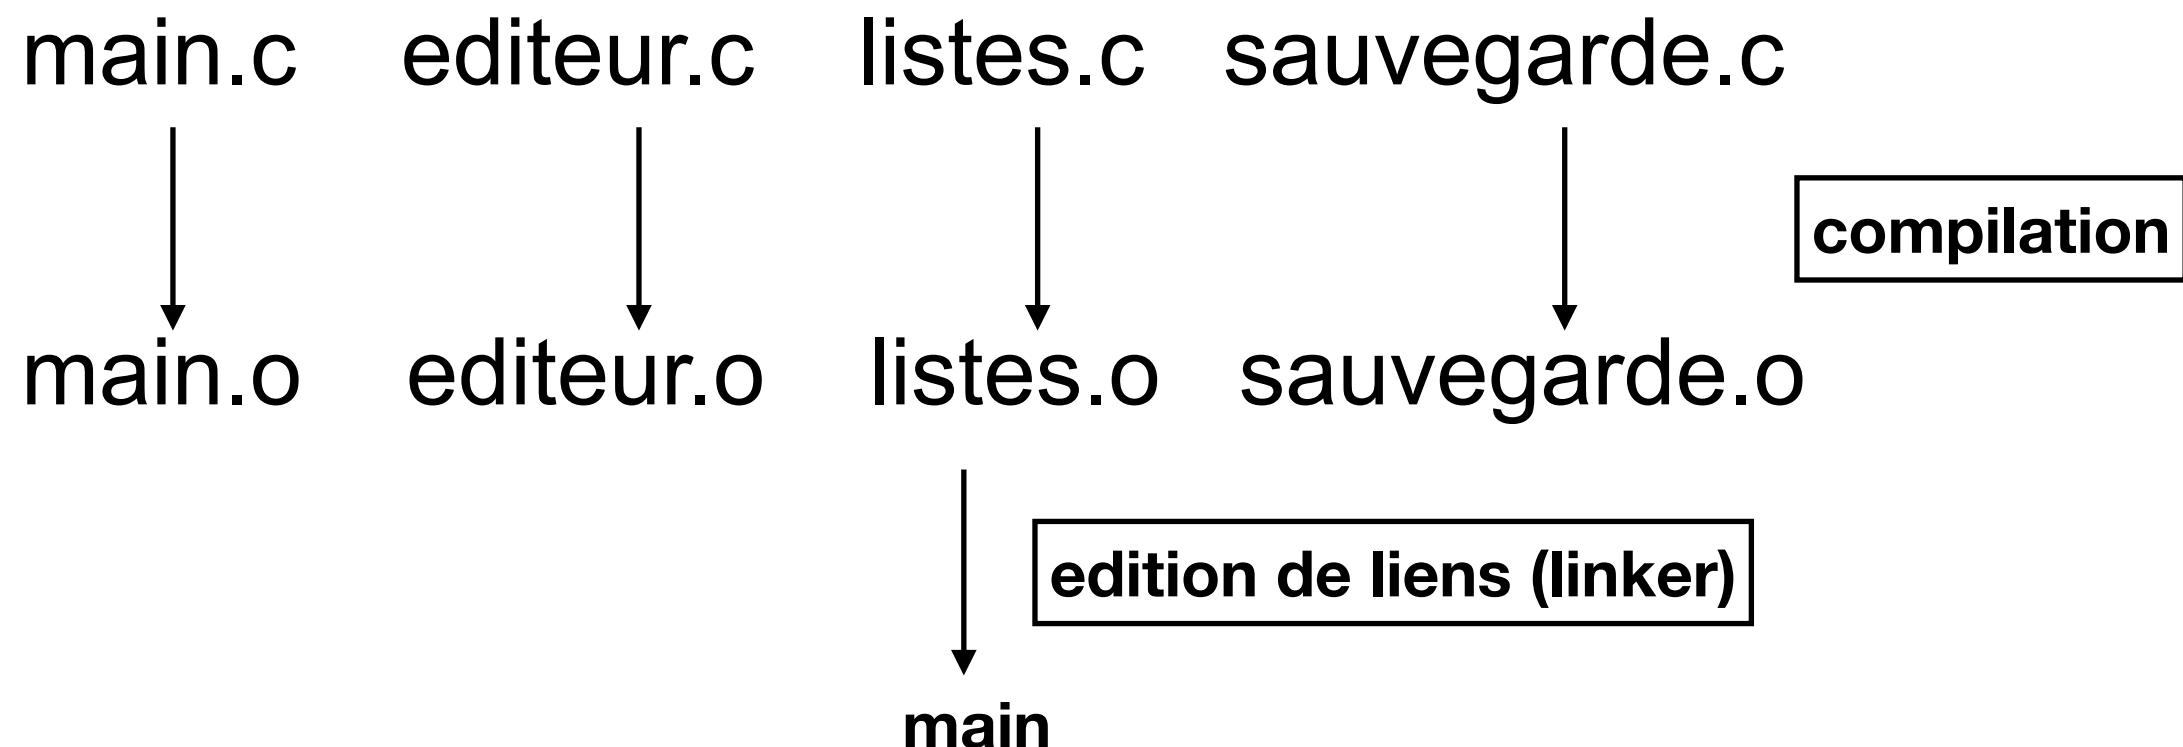 main.c editeur.c listes.c sauvegarde.c
compilation
main.o editeur.o listes.o sauvegarde.o
edition de liens (linker)
main